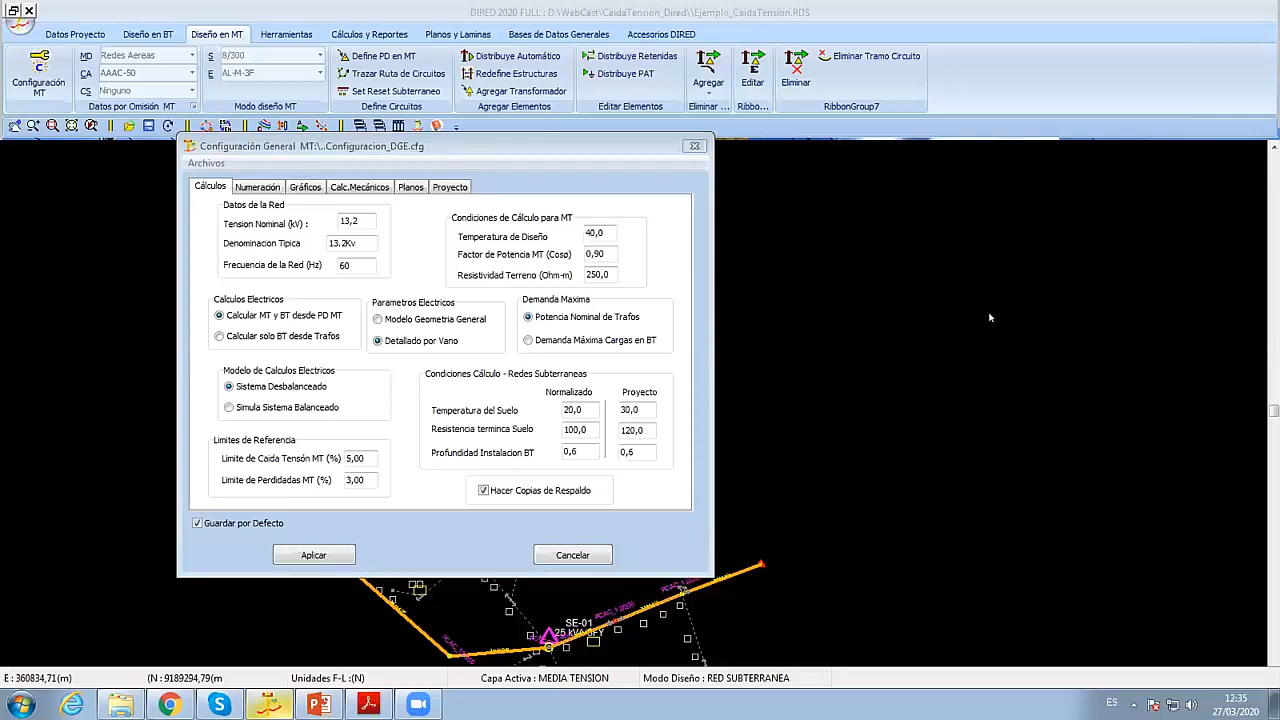 DIRED 2020 FULL : D:\WebCast\CaidaTension_Dired\\Ejemplo_CaidaTension.RDS
Datos Proyecto Diseño en BT Diseño en MT Herramientas Cálculos y Reportes Planos y Laminas Bases de Datos Generales Accesorios DIRED
MD Redes Aereas S 8/300 Define PD en MT Distribuye Automático Distribuye Retenidas Eliminar Tramo Circuito
CA AAAC-50 E AL-M-3F Trazar Ruta de Circuitos Redefine Estructuras Distribuye PAT
Configuración MT CS Ninguno Set Reset Subterraneo Agregar Transformador Agregar Editar Eliminar
Datos por Omisión MT Modo diseño MT Define Circuitos Agregar Elementos Editar Elementos Eliminar ... Ribbo... RibbonGroup7
Configuración General MT:\..Configuracion_DGE.cfg
Archivos
Cálculos Numeración Gráficos Calc.Mecánicos Planos Proyecto
Datos de la Red
Tension Nominal (kV) : 13,2
Denominacion Tipica 13.2Kv
Frecuencia de la Red (Hz) 60
Condiciones de Cálculo para MT
Temperatura de Diseño 40,0
Factor de Potencia MT (Cosø) 0,90
Resistividad Terreno (Ohm-m) 250,0
Calculos Electricos
Calcular MT y BT desde PD MT
Calcular solo BT desde Trafos
Parametros Electricos
Modelo Geometria General
Detallado por Vano
Demanda Maxima
Potencia Nominal de Trafos
Demanda Máxima Cargas en BT
Modelo de Calculos Electricos
Sistema Desbalanceado
Simula Sistema Balanceado
Condiciones Cálculo - Redes Subterraneas
Normalizado Proyecto
Temperatura del Suelo 20,0 30,0
Resistencia terminca Suelo 100,0 120,0
Profundidad Instalacion BT 0,6 0,6
Limites de Referencia
Limite de Caida Tensón MT (%) 5,00
Limite de Perdidadas MT (%) 3,00
Hacer Copias de Respaldo
Guardar por Defecto
Aplicar Cancelar
SE-01
25 kVA-3FY
E : 360834,71(m) (N : 9189294,79(m Unidades F-L :(N) Capa Activa : MEDIA TENSION Modo Diseño : RED SUBTERRANEA
ES 12:35
27/03/2020